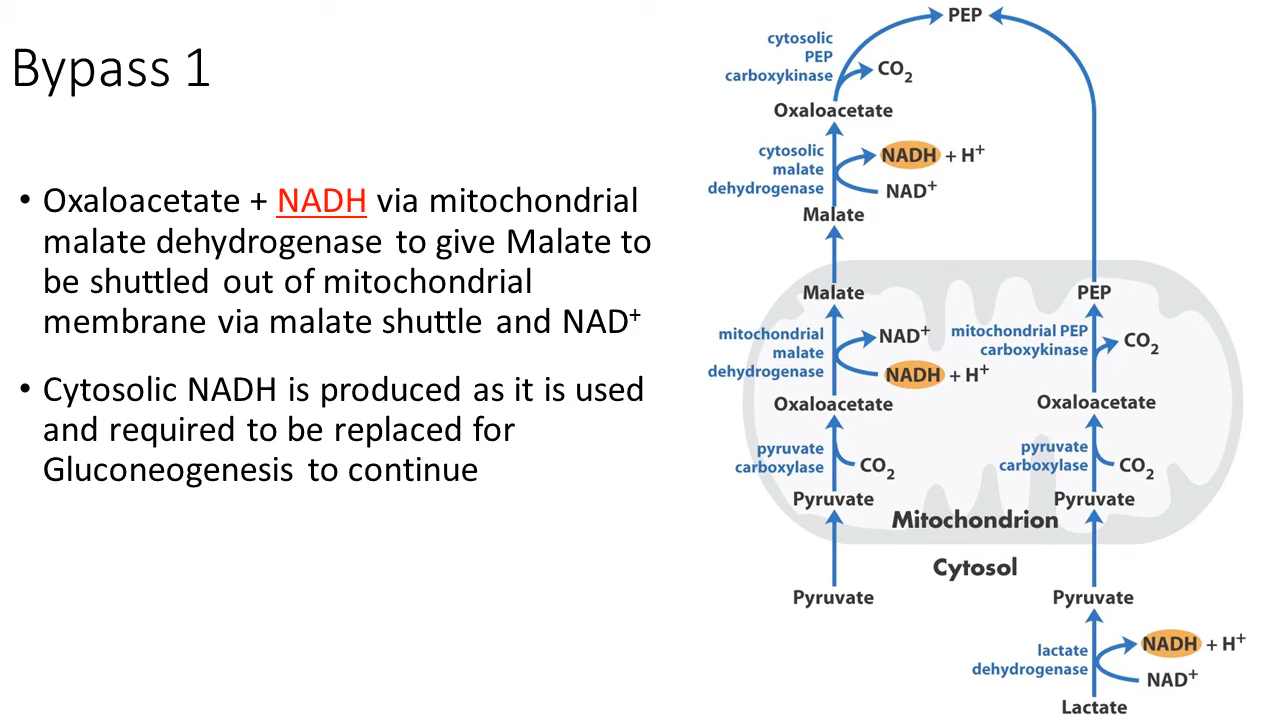 Bypass 1
• Oxaloacetate + NADH via mitochondrial
malate dehydrogenase to give Malate to
be shuttled out of mitochondrial
membrane via malate shuttle and NAD⁺
• Cytosolic NADH is produced as it is used
and required to be replaced for
Gluconeogenesis to continue
PEP
cytosolic
PEP
carboxykinase
CO₂
Oxaloacetate
cytosolic
malate
dehydrogenase
NADH + H⁺
NAD⁺
Malate
Malate
mitochondrial
malate
dehydrogenase
NAD⁺
NADH + H⁺
Oxaloacetate
pyruvate
carboxylase
CO₂
Pyruvate
Pyruvate
PEP
mitochondrial PEP
carboxykinase
CO₂
Oxaloacetate
pyruvate
carboxylase
CO₂
Pyruvate
Mitochondrion
Cytosol
Pyruvate
lactate
dehydrogenase
NADH + H⁺
NAD⁺
Lactate